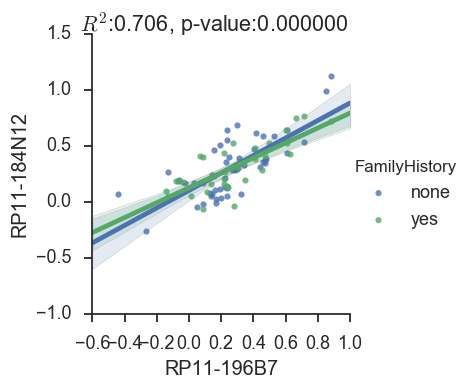 R²:0.706, p-value:0.000000
1.5
1.0
0.5
0.0
−0.5
−1.0
RP11-184N12
FamilyHistory
none
yes
−0.6−0.4−0.2 0.0 0.2 0.4 0.6 0.8 1.0
RP11-196B7